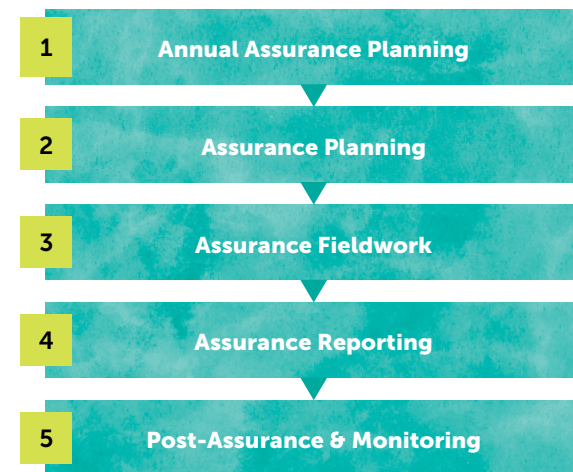 1 Annual Assurance Planning
2 Assurance Planning
3 Assurance Fieldwork
4 Assurance Reporting
5 Post-Assurance & Monitoring